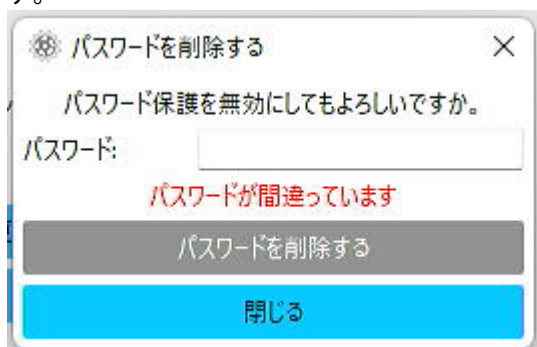 す。
パスワードを削除する
パスワード保護を無効にしてもよろしいですか。
パスワード:
パスワードが間違っています
パスワードを削除する
閉じる